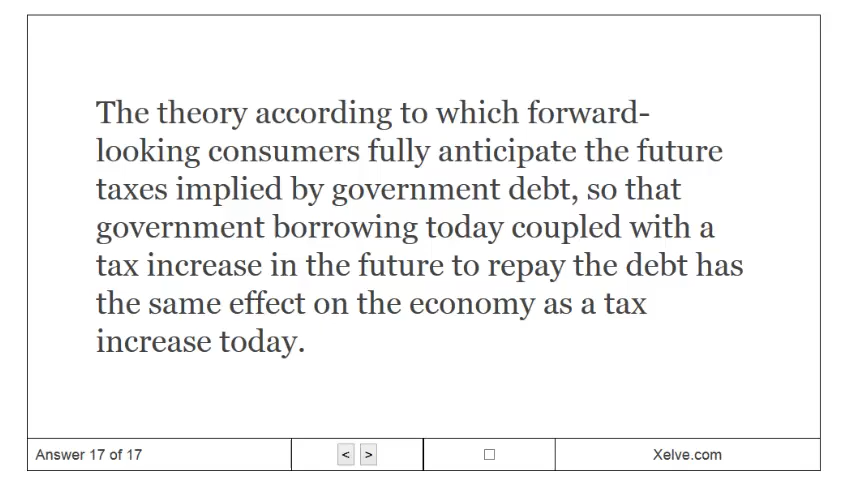 The theory according to which forward-
looking consumers fully anticipate the future
taxes implied by government debt, so that
government borrowing today coupled with a
tax increase in the future to repay the debt has
the same effect on the economy as a tax
increase today.
Answer 17 of 17
< >
Xelve.com